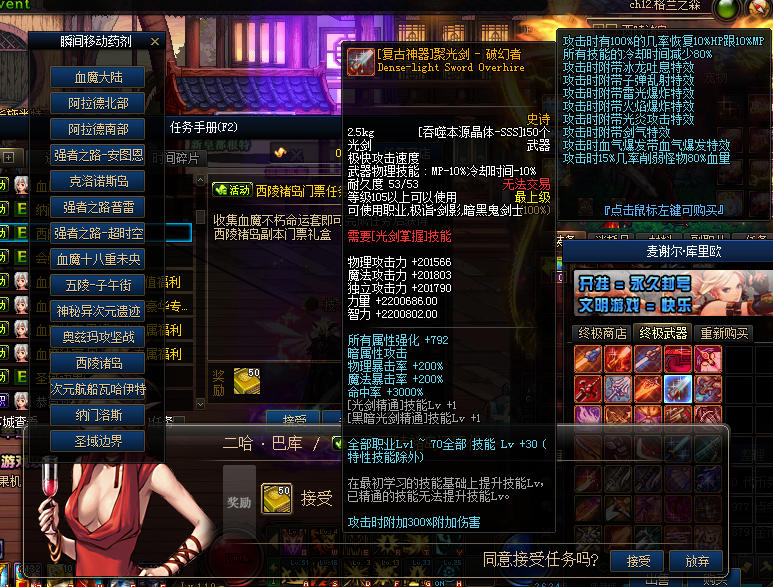 vent
ch12.格兰之森
瞬间移动药剂
血魔大陆
阿拉德北部
阿拉德南部
强者之路-安图恩
克洛诺斯岛
强者之路普雷
强者之路-超时空
血魔十八重未央
五陵-子午街
神秘异次元遗迹
奥兹玛攻坚战
西陵诸岛
次元航船瓦哈伊特
纳门洛斯
圣域边界
任务手册(F2)
时间碎片
活动
西陵诸岛门票任务
收集血魔不朽命运套即可
西陵诸岛副本门票礼盒
奖励
50
接受
[复古神器]聚光剑 - 破幻者
Dense-light Sword Overhire
史诗
2.5kg
[吞噬本源晶体-SSS]150个
光剑
武器
极快攻击速度
武器物理技能：MP-10%冷却时间-10%
耐久度 53/53
无法交易
等级105以上可以使用
最上级
可使用职业,极诣·剑影,暗黑鬼剑士100%)
需要[光剑掌握]技能
物理攻击力 +201566
魔法攻击力 +201803
独立攻击力 +201790
力量 +2200686.00
智力 +2200802.00
所有属性强化 +792
暗属性攻击
物理暴击率 +200%
魔法暴击率 +200%
命中率 +3000%
[光剑精通]技能Lv +1
[黑暗光剑精通]技能Lv +1
全部职业Lv1 ~ 70全部 技能 Lv +30 (
特性技能除外)
在最初学习的技能基础上提升技能Lv,
已精通的技能无法提升技能Lv。
攻击时附加300%附加伤害
攻击时有100%的几率恢复10%HP跟10%MP
所有技能的冷却时间减少80%
攻击时附带冰龙吐息特效
攻击时附带子弹乱射特效
攻击时附带雷光爆炸特效
攻击时附带火焰爆炸特效
攻击时附带光炎攻击特效
攻击时附带剑气特效
攻击时血气爆发带血气爆发特效
攻击时15%几率削弱怪物80%血量
『点击鼠标左键可购买』
麦谢尔·库里欧
开挂 = 永久封号
文明游戏 = 快乐
终极商店
终极武器
重新购买
二哈 · 巴库 /
奖励
50
接受
同意接受任务吗?
接受
放弃